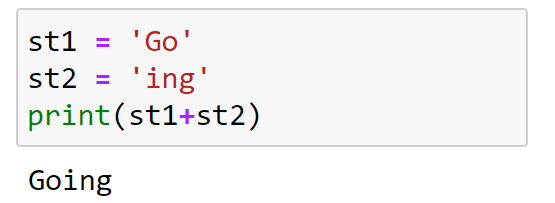 st1 = 'Go'
st2 = 'ing'
print(st1+st2)
Going